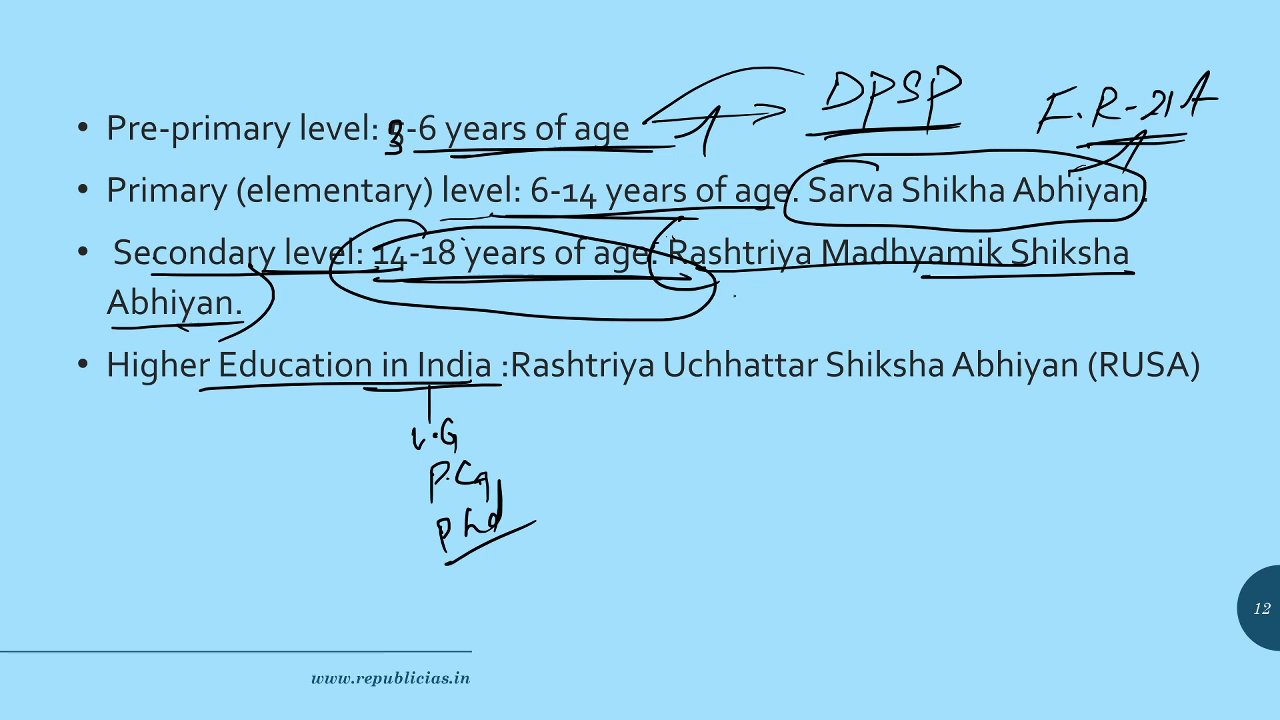 DPSP
F.R-21A
• Pre-primary level: 3-6 years of age
• Primary (elementary) level: 6-14 years of age. Sarva Shikha Abhiyan.
• Secondary level: 14-18 years of age: Rashtriya Madhyamik Shiksha
Abhiyan.
• Higher Education in India :Rashtriya Uchhattar Shiksha Abhiyan (RUSA)
U.G
P.G
phd
12
www.republicias.in